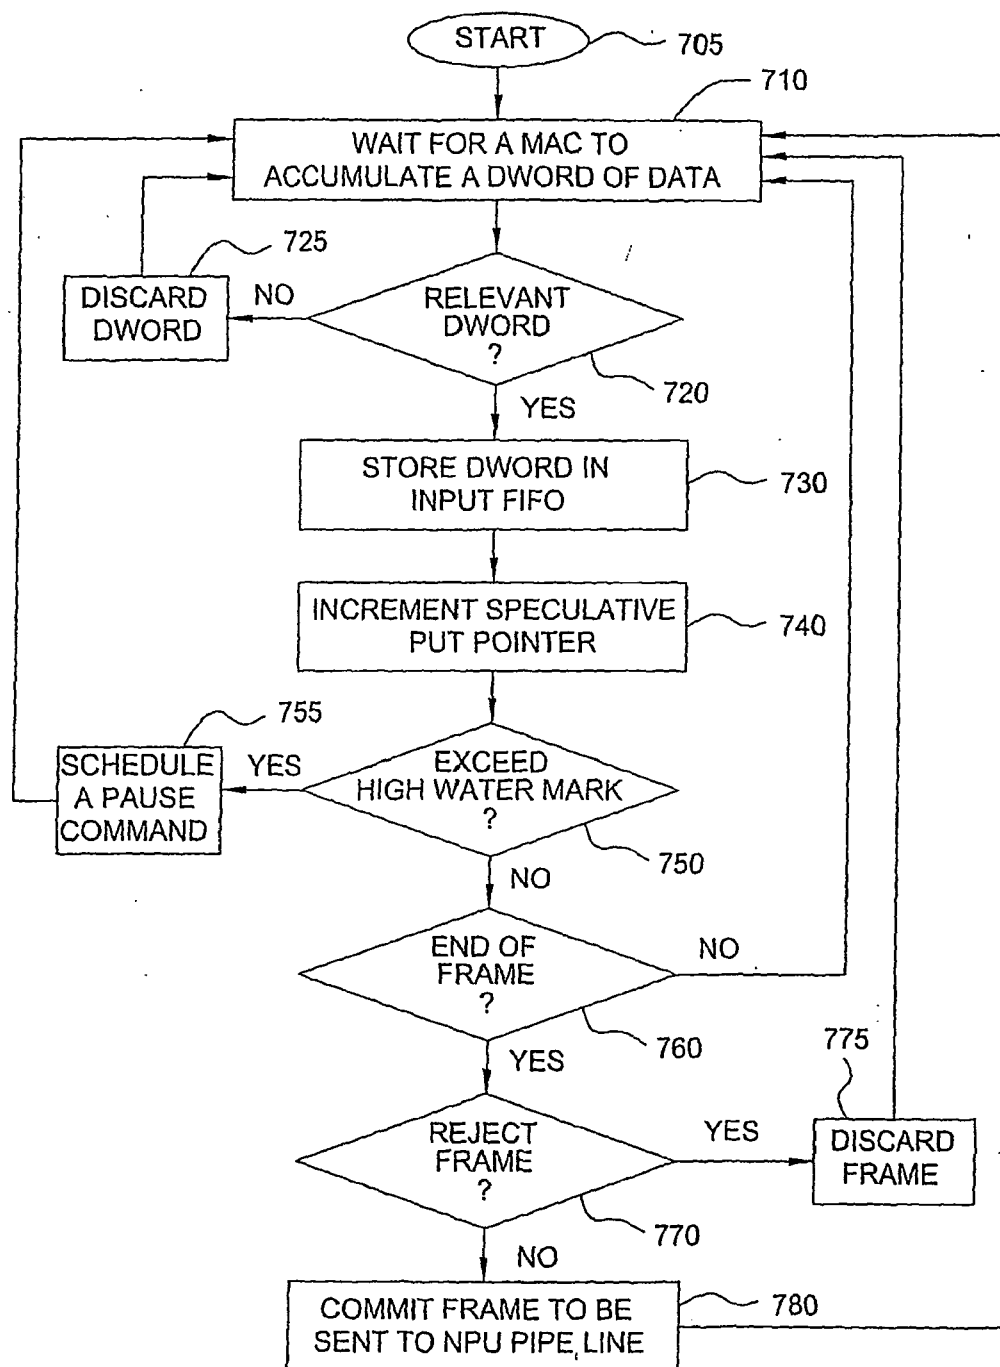 START
705
710
WAIT FOR A MAC TO
ACCUMULATE A DWORD OF DATA
725
DISCARD
DWORD
NO
RELEVANT
DWORD
?
720
YES
STORE DWORD IN
INPUT FIFO
730
INCREMENT SPECULATIVE
PUT POINTER
740
755
SCHEDULE
A PAUSE
COMMAND
YES
EXCEED
HIGH WATER MARK
?
750
NO
END OF
FRAME
?
NO
760
YES
775
REJECT
FRAME
?
YES
DISCARD
FRAME
770
NO
COMMIT FRAME TO BE
SENT TO NPU PIPE LINE
780